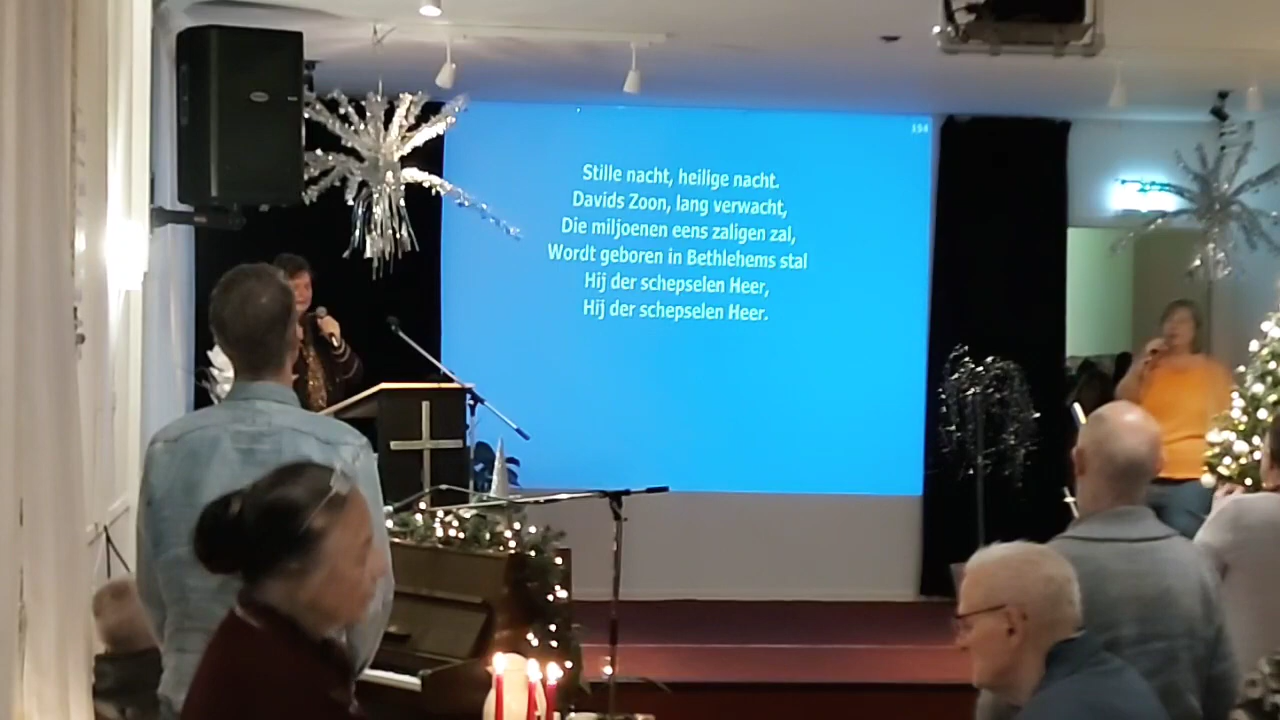 194
Stille nacht, heilige nacht.
Davids Zoon, lang verwacht,
Die miljoenen eens zaligen zal,
Wordt geboren in Bethlehems stal
Hij der schepselen Heer,
Hij der schepselen Heer.